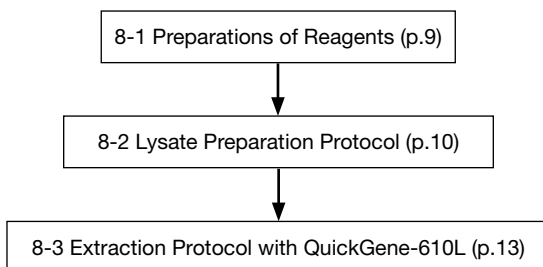 8-1 Preparations of Reagents (p.9)
8-2 Lysate Preparation Protocol (p.10)
8-3 Extraction Protocol with QuickGene-610L (p.13)